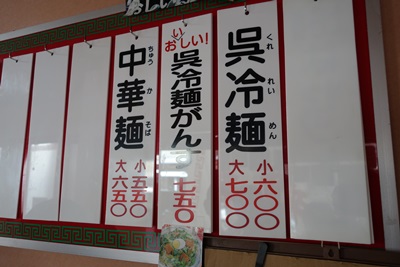 呉冷麺
くれ れい めん
小六〇〇
大七〇〇
おいしい!
呉冷麺がん
七五〇
中華麺
ちゅう か そば
小五五〇
大六五〇